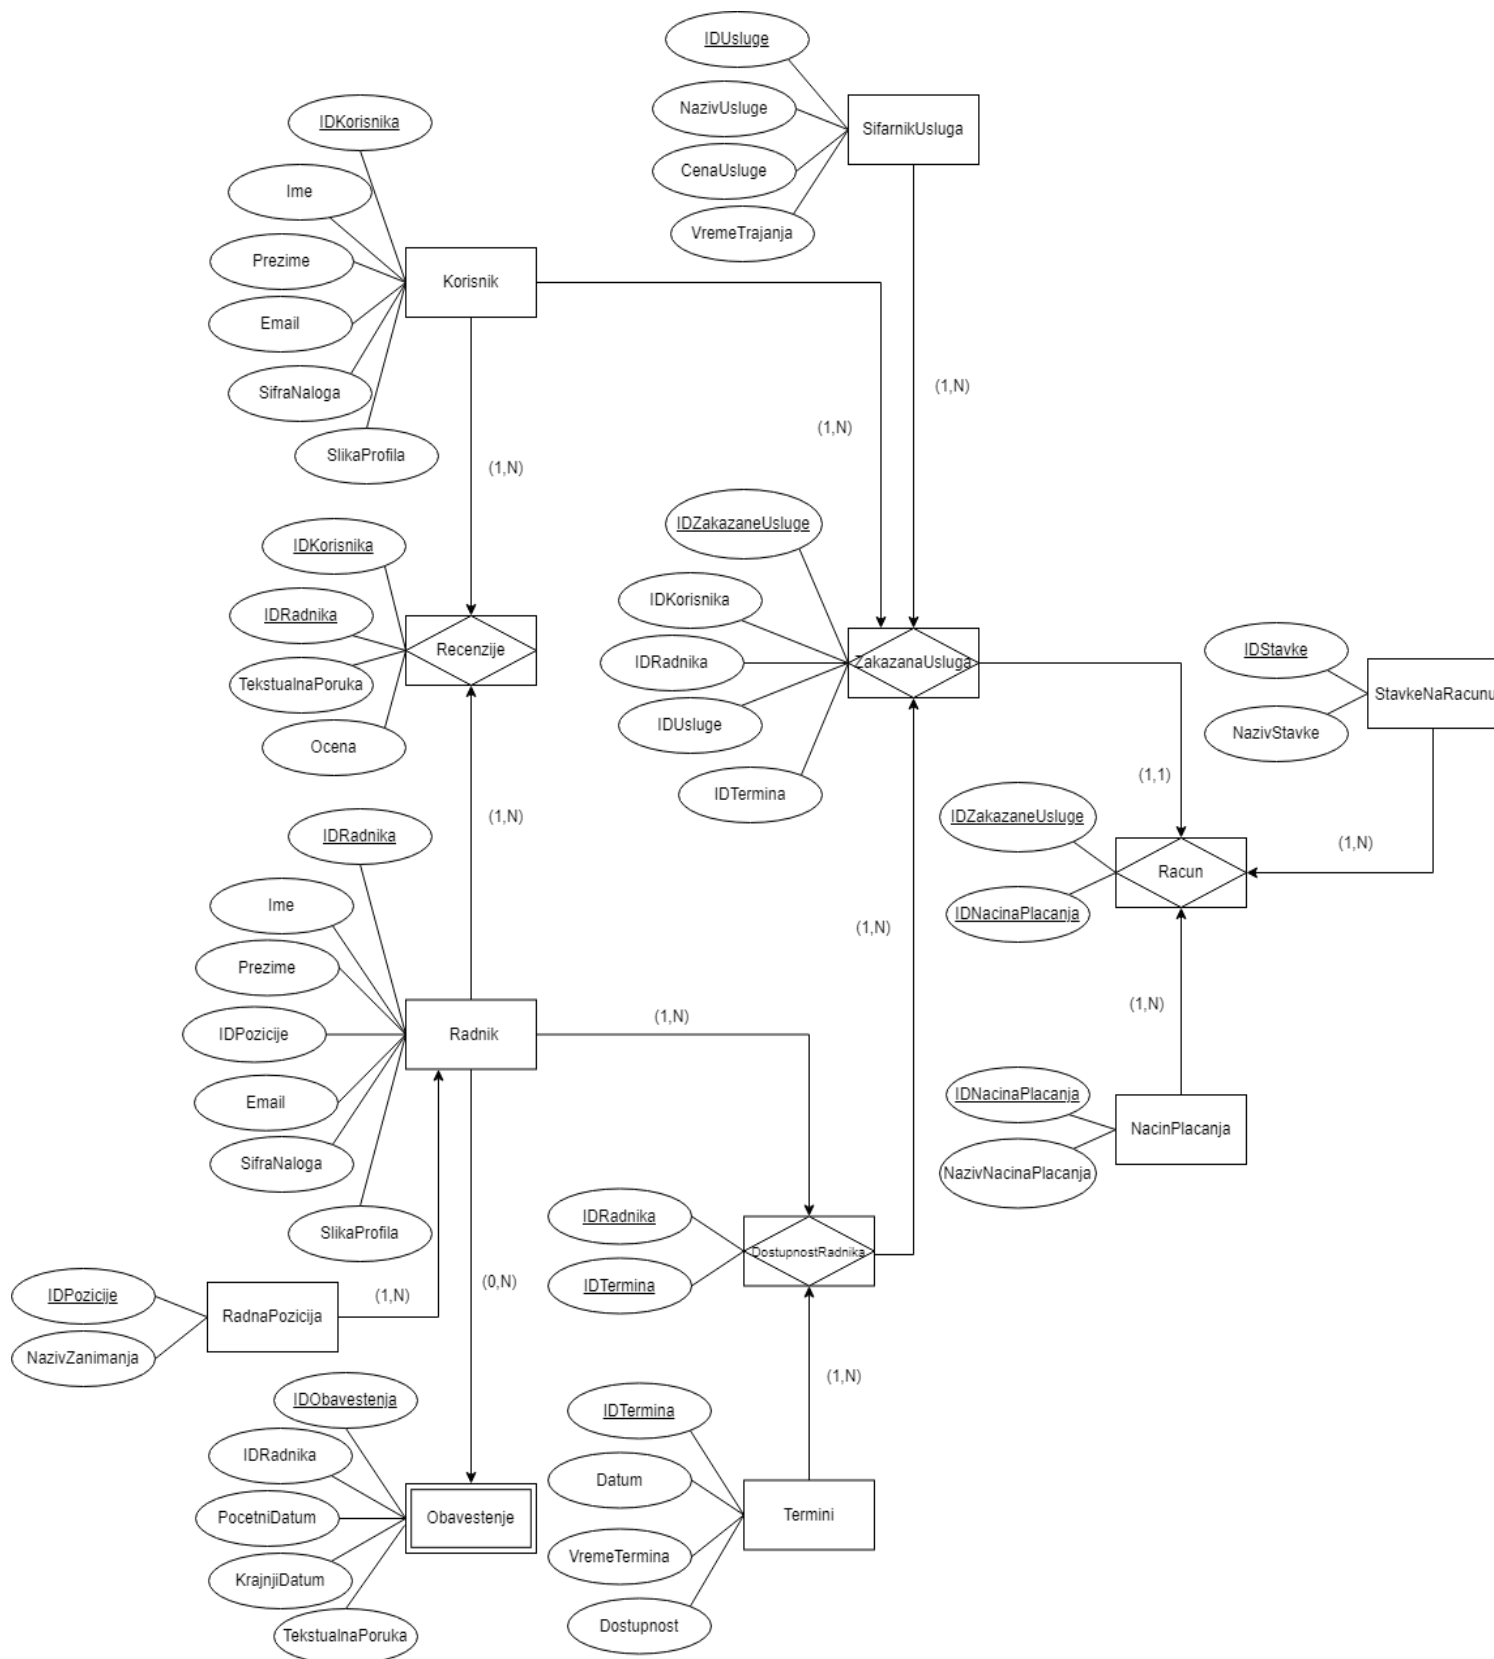 IDUsluge
NazivUsluge
CenaUsluge
VremeTrajanja
SifarnikUsluga
IDKorisnika
Ime
Prezime
Email
SifraNaloga
SlikaProfila
Korisnik
(1,N)
(1,N)
(1,N)
IDKorisnika
IDRadnika
TekstualnaPoruka
Ocena
Recenzije
IDZakazaneUsluge
IDKorisnika
IDRadnika
IDUsluge
IDTermina
ZakazanaUsluga
IDStavke
NazivStavke
StavkeNaRacunu
(1,1)
(1,N)
IDZakazaneUsluge
IDNacinaPlacanja
Racun
(1,N)
(1,N)
(1,N)
IDRadnika
Ime
Prezime
IDPozicije
Email
SifraNaloga
SlikaProfila
Radnik
(1,N)
IDNacinaPlacanja
NazivNacinaPlacanja
NacinPlacanja
IDRadnika
IDTermina
DostupnostRadnika
IDPozicije
NazivZanimanja
RadnaPozicija
(1,N)
(0,N)
(1,N)
IDObavestenja
IDRadnika
PocetniDatum
KrajnjiDatum
TekstualnaPoruka
Obavestenje
IDTermina
Datum
VremeTermina
Dostupnost
Termini